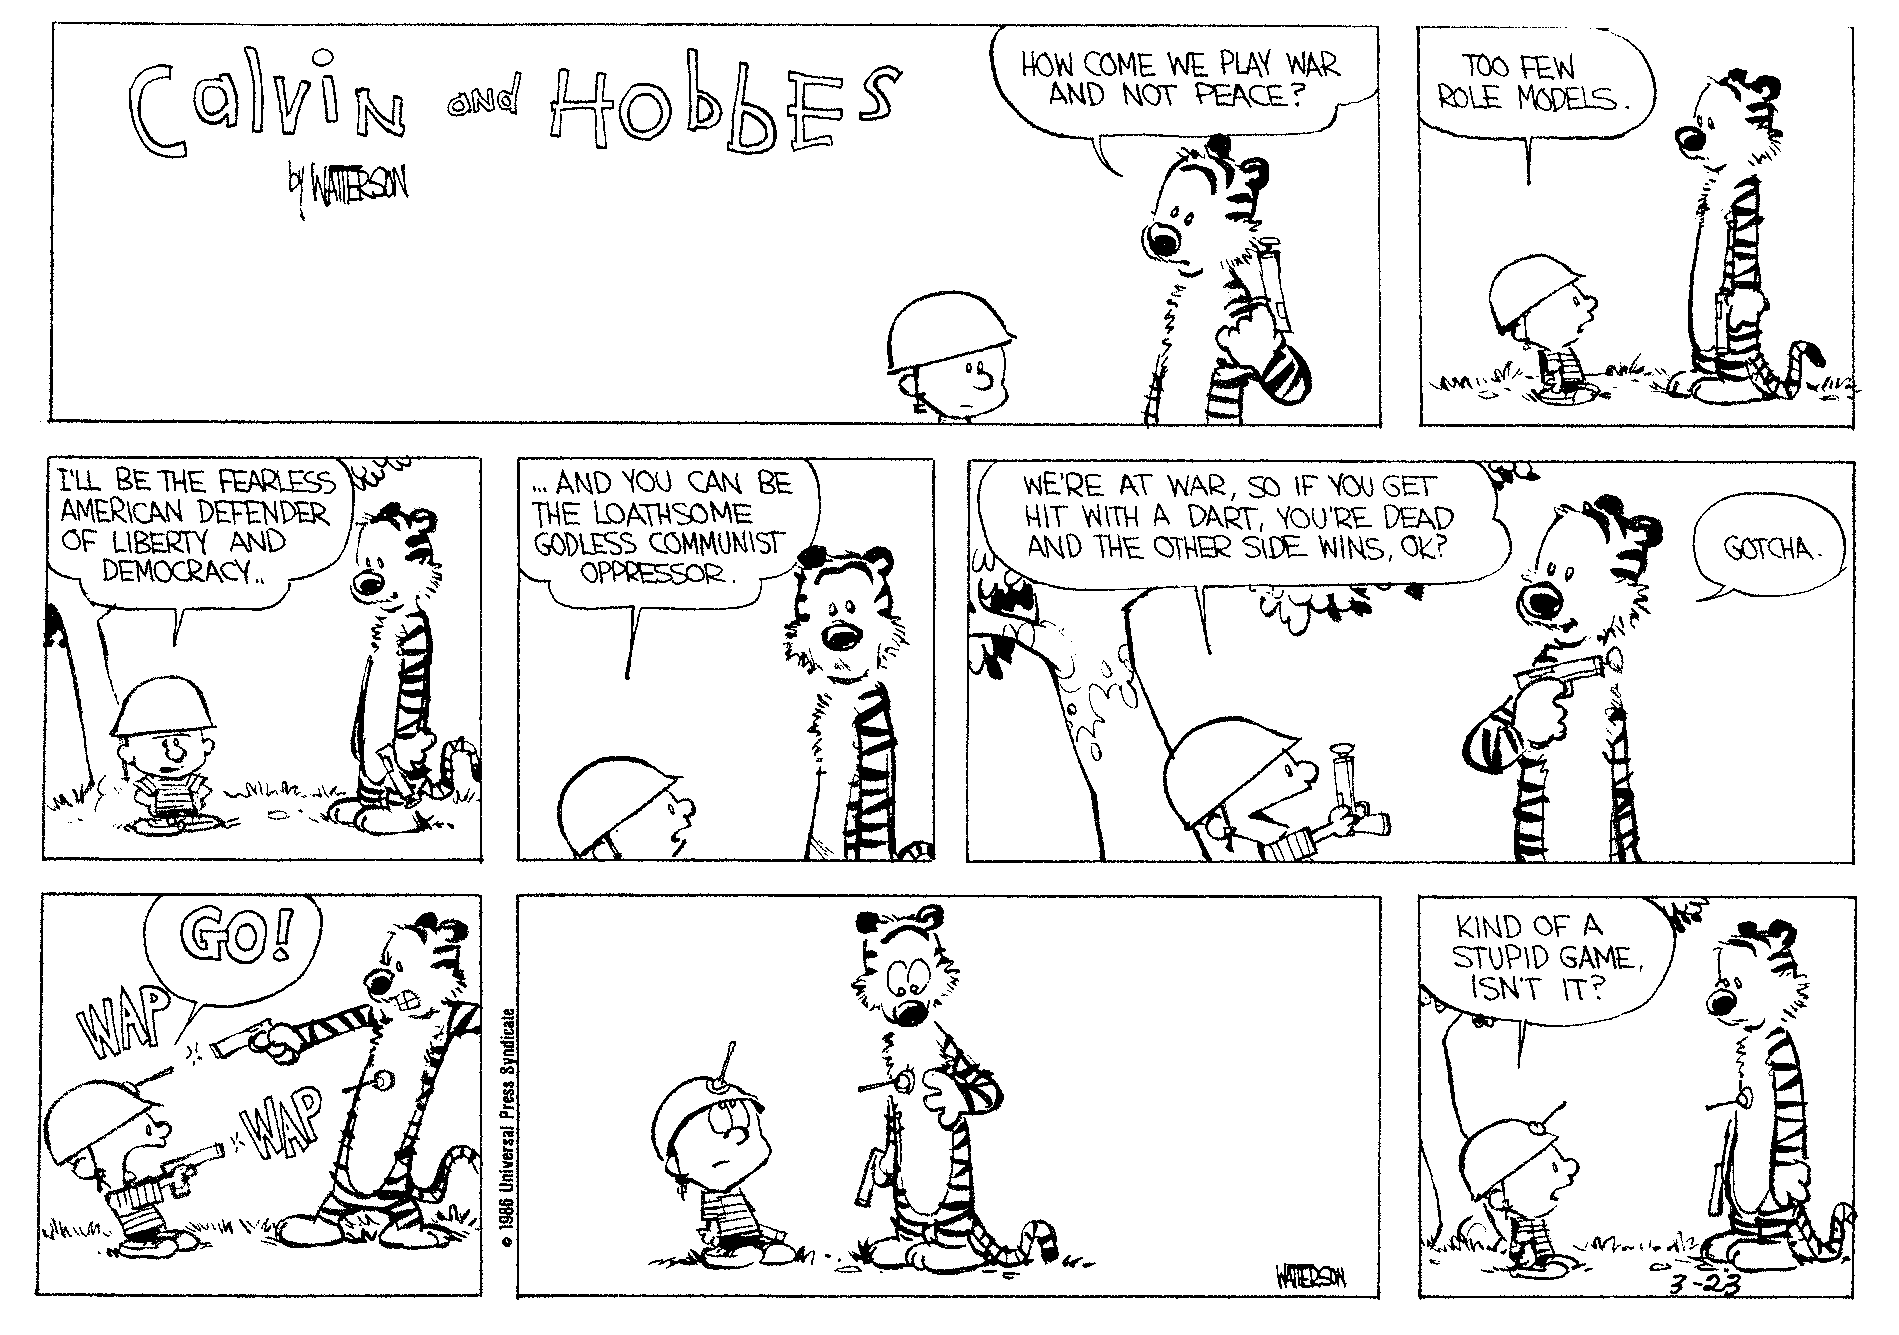 Calvin and HobbEs
by WATTERSON
HOW COME WE PLAY WAR
AND NOT PEACE?
TOO FEW
ROLE MODELS.
I'LL BE THE FEARLESS
AMERICAN DEFENDER
OF LIBERTY AND
DEMOCRACY..
... AND YOU CAN BE
THE LOATHSOME
GODLESS COMMUNIST
OPPRESSOR.
WE'RE AT WAR, SO IF YOU GET
HIT WITH A DART, YOU'RE DEAD
AND THE OTHER SIDE WINS, OK?
GOTCHA.
GO!
WAP
WAP
© 1986 Universal Press Syndicate
WATTERSON
KIND OF A
STUPID GAME,
ISN'T IT?
3-23